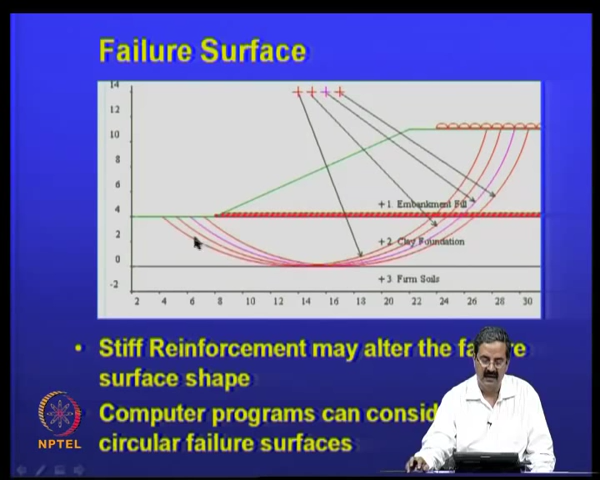 Failure Surface
14
12
10
8
6
4
2
0
-2
+1. Embankment Fill
+2. Clay Foundation
+3. Firm Soils
2 4 6 8 10 12 14 16 18 20 22 24 26 28 30
• Stiff Reinforcement may alter the
surface shape
• Computer programs can
circular failure surfaces
NPTEL